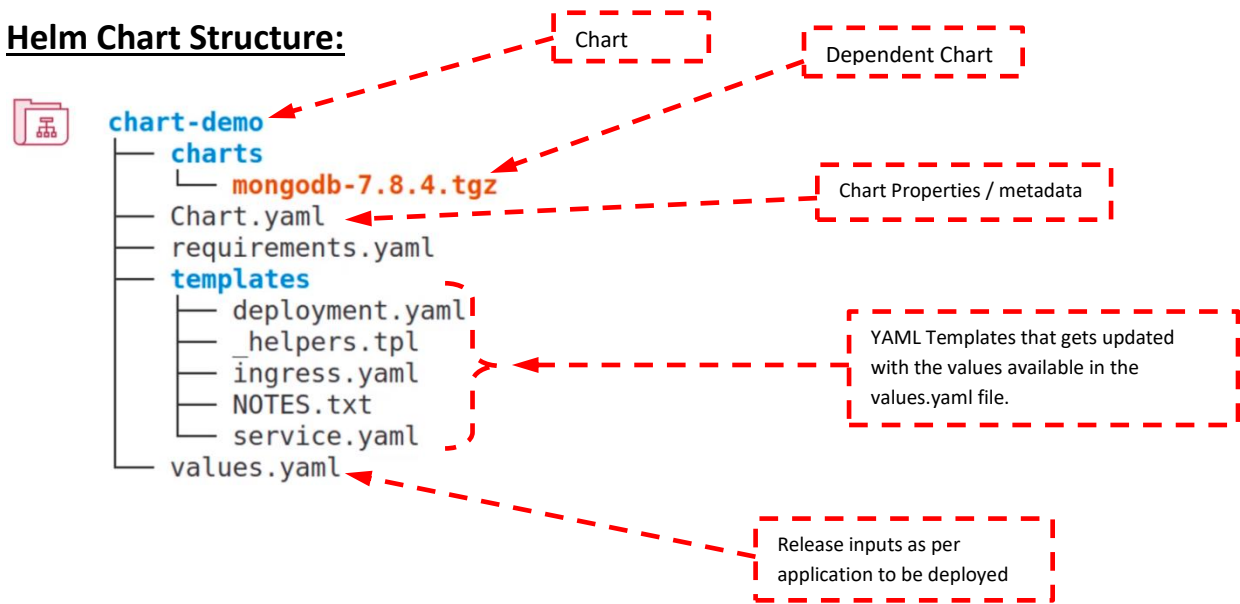 Helm Chart Structure:
Chart
Dependent Chart
chart-demo
charts
mongodb-7.8.4.tgz
Chart Properties / metadata
Chart.yaml
requirements.yaml
templates
deployment.yaml
_helpers.tpl
ingress.yaml
NOTES.txt
service.yaml
YAML Templates that gets updated
with the values available in the
values.yaml file.
values.yaml
Release inputs as per
application to be deployed